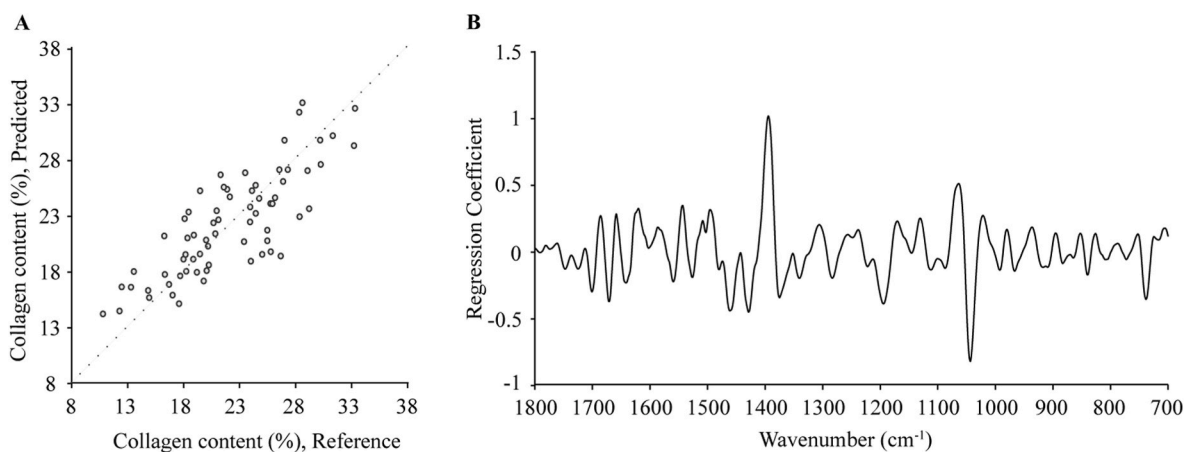 A
Collagen content (%), Predicted
38
33
28
23
18
13
8
8 13 18 23 28 33 38
Collagen content (%), Reference
B
Regression Coefficient
1.5
1
0.5
0
-0.5
-1
1800 1700 1600 1500 1400 1300 1200 1100 1000 900 800 700
Wavenumber (cm⁻¹)